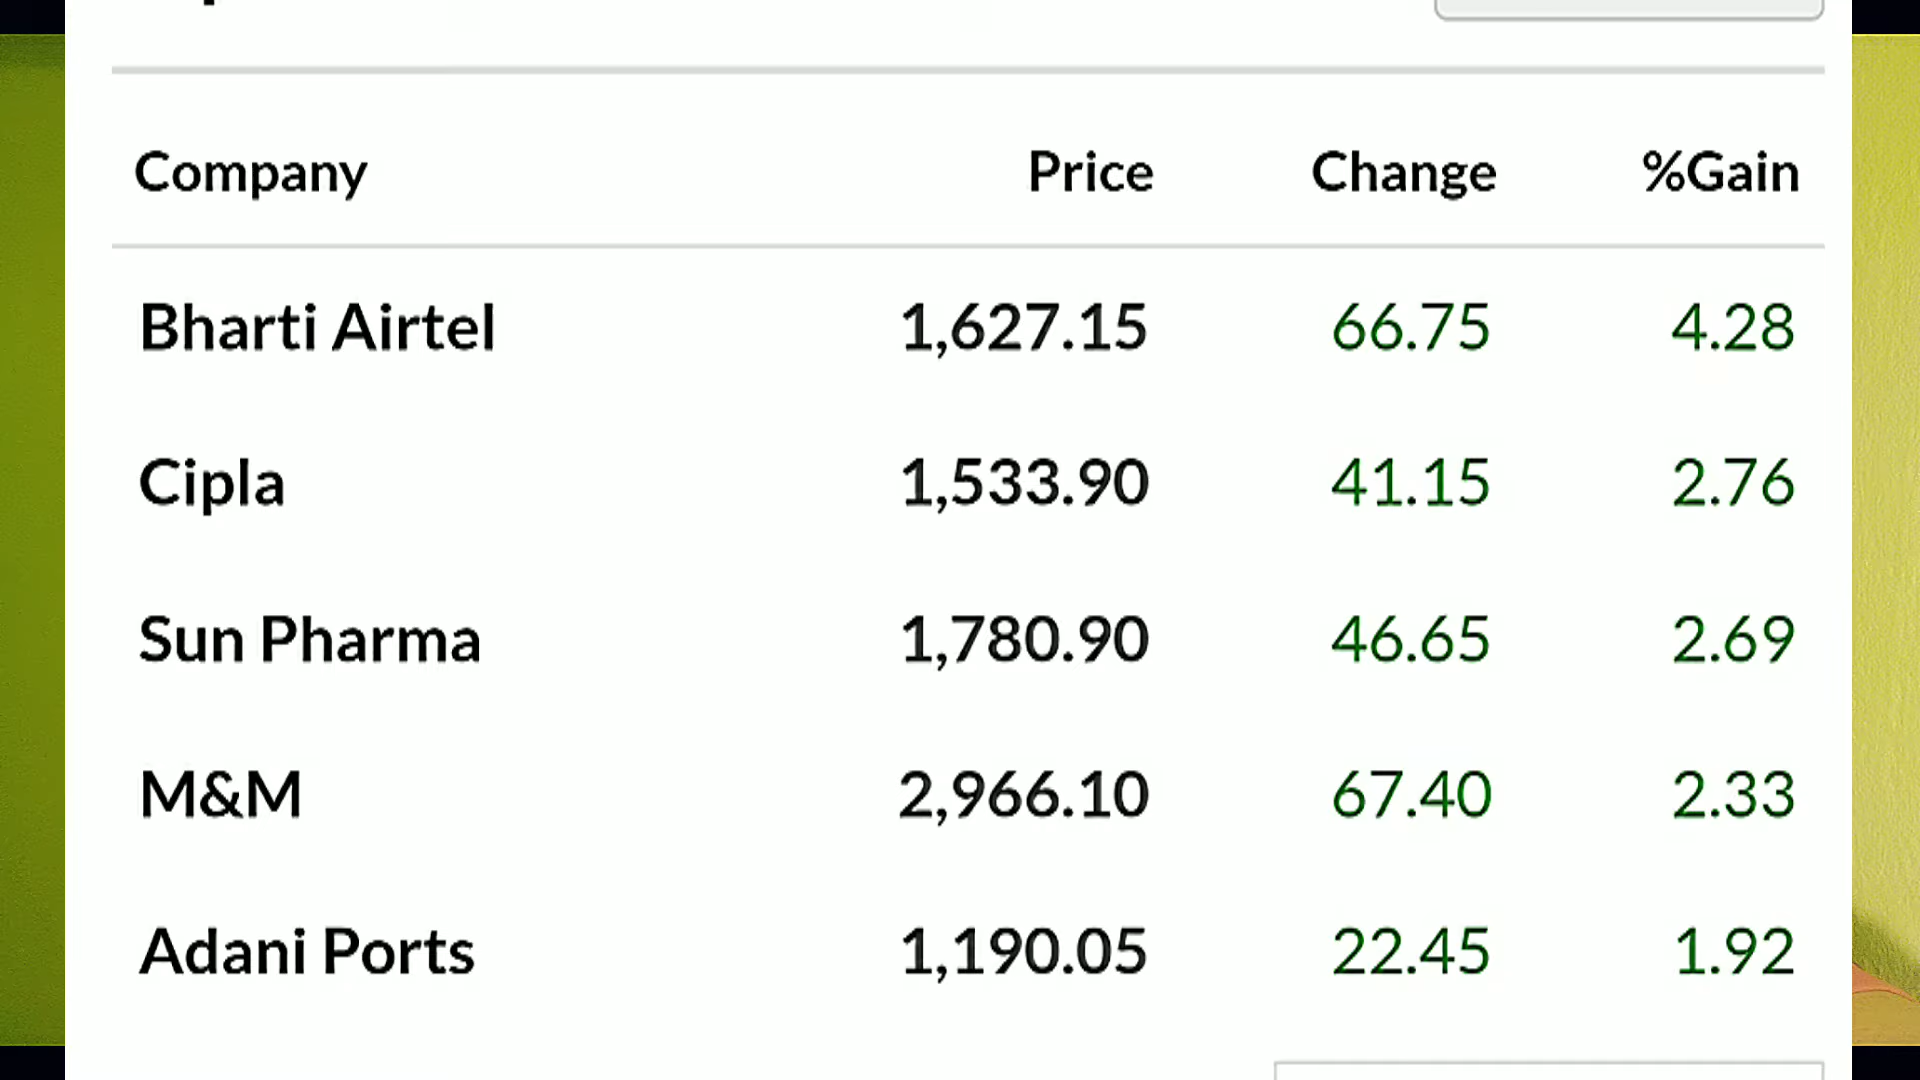 Company Price Change %Gain
Bharti Airtel 1,627.15 66.75 4.28
Cipla 1,533.90 41.15 2.76
Sun Pharma 1,780.90 46.65 2.69
M&M 2,966.10 67.40 2.33
Adani Ports 1,190.05 22.45 1.92